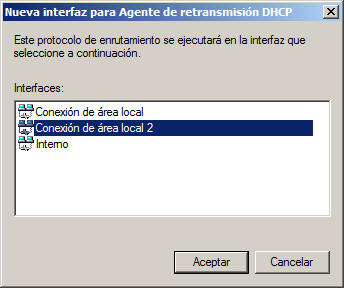 Nueva interfaz para Agente de retransmisión DHCP
Este protocolo de enrutamiento se ejecutará en la interfaz que
seleccione a continuación.
Interfaces:
Conexión de área local
Conexión de área local 2
Interno
Aceptar
Cancelar